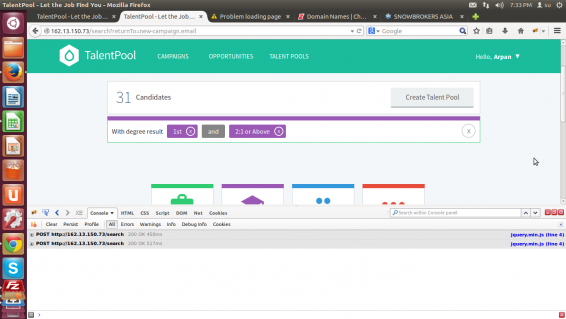 TalentPool - Let the Job Find You - Mozilla Firefox
7:33 PM su
TalentPool - Let the Job...
TalentPool - Let the Job...
Problem loading page
Domain Names | Ch...
SNOWBROKERS ASIA
162.13.150.73/search?returnTo=new-campaign.email
Google
TalentPool
CAMPAIGNS
OPPORTUNITIES
TALENT POOLS
Hello, Arpan
31 Candidates
Create Talent Pool
With degree result 1st x and 2:1 or Above x
X
Console HTML CSS Script DOM Net Cookies
Search within Console panel
Clear Persist Profile All Errors Warnings Info Debug Info Cookies
POST http://162.13.150.73/search 200 OK 459ms
jquery.min.js (line 4)
POST http://162.13.150.73/search 200 OK 517ms
jquery.min.js (line 4)